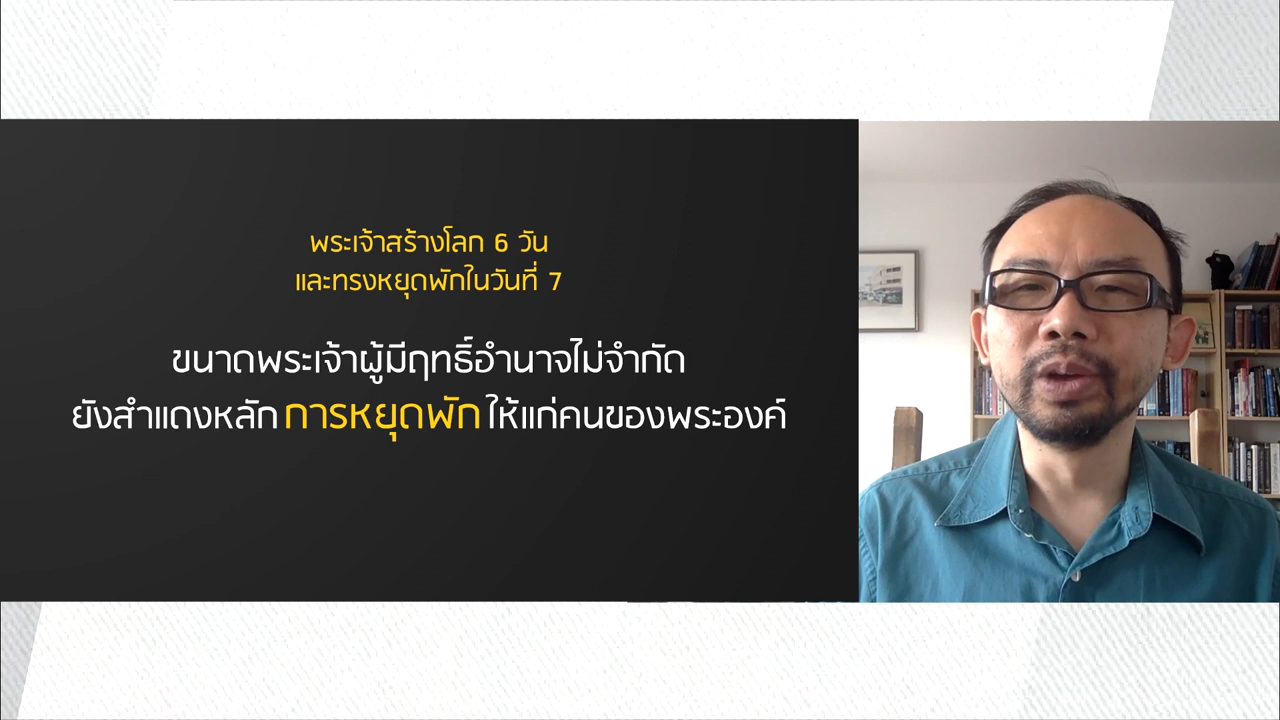 พระเจ้าสร้างโลก 6 วัน
และทรงหยุดพักในวันที่ 7
ขนาดพระเจ้าผู้มีฤทธิ์อำนาจไม่จำกัด
ยังสำแดงหลักการหยุดพักให้แก่คนของพระองค์